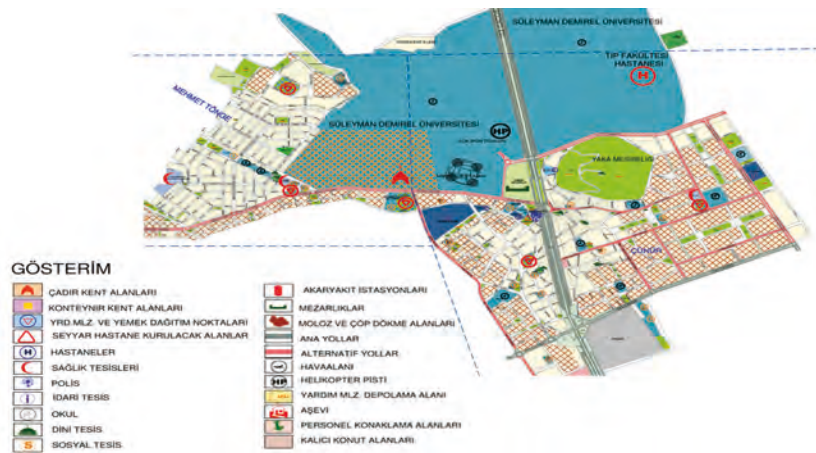 SÜLEYMAN DEMİREL ÜNİVERSİTESİ
TIP FAKÜLTESİ
HASTANESİ
H
MEHMET TÖNGE
SÜLEYMAN DEMİREL ÜNİVERSİTESİ
HP
ÇÜNÜR
GÖSTERİM
ÇADIR KENT ALANLARI
KONTEYNIR KENT ALANLARI
YRD.MLZ. VE YEMEK DAĞITIM NOKTALARI
SEYYAR HASTANE KURULACAK ALANLAR
H HASTANELER
SAĞLIK TESİSLERİ
POLİS
İDARİ TESİS
OKUL
DİNİ TESİS
S SOSYAL TESİS
AKARYAKIT İSTASYONLARI
MEZARLIKLAR
MOLOZ VE ÇÖP DÖKME ALANLARI
ANA YOLLAR
ALTERNATİF YOLLAR
HAVAALANI
HP HELİKOPTER PİSTİ
YARDIM MLZ. DEPOLAMA ALANI
AŞEVİ
PERSONEL KONAKLAMA ALANLARI
KALICI KONUT ALANLARI